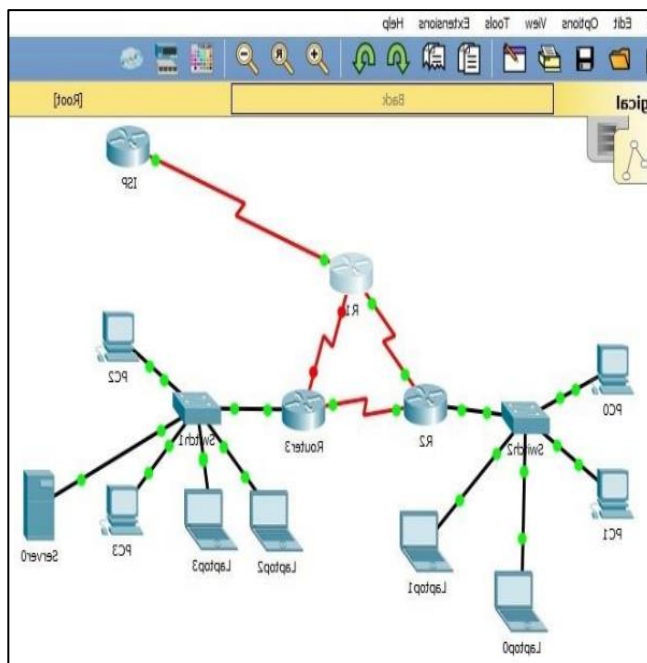 Edit Options View Tools Extensions Help
gical
Back
[Root]
ISP
R1
PC2
PC0
Switch1
Router3
R2
Switch2
Server0
PC3
Laptop3
Laptop2
Laptop1
PC1
Laptop0